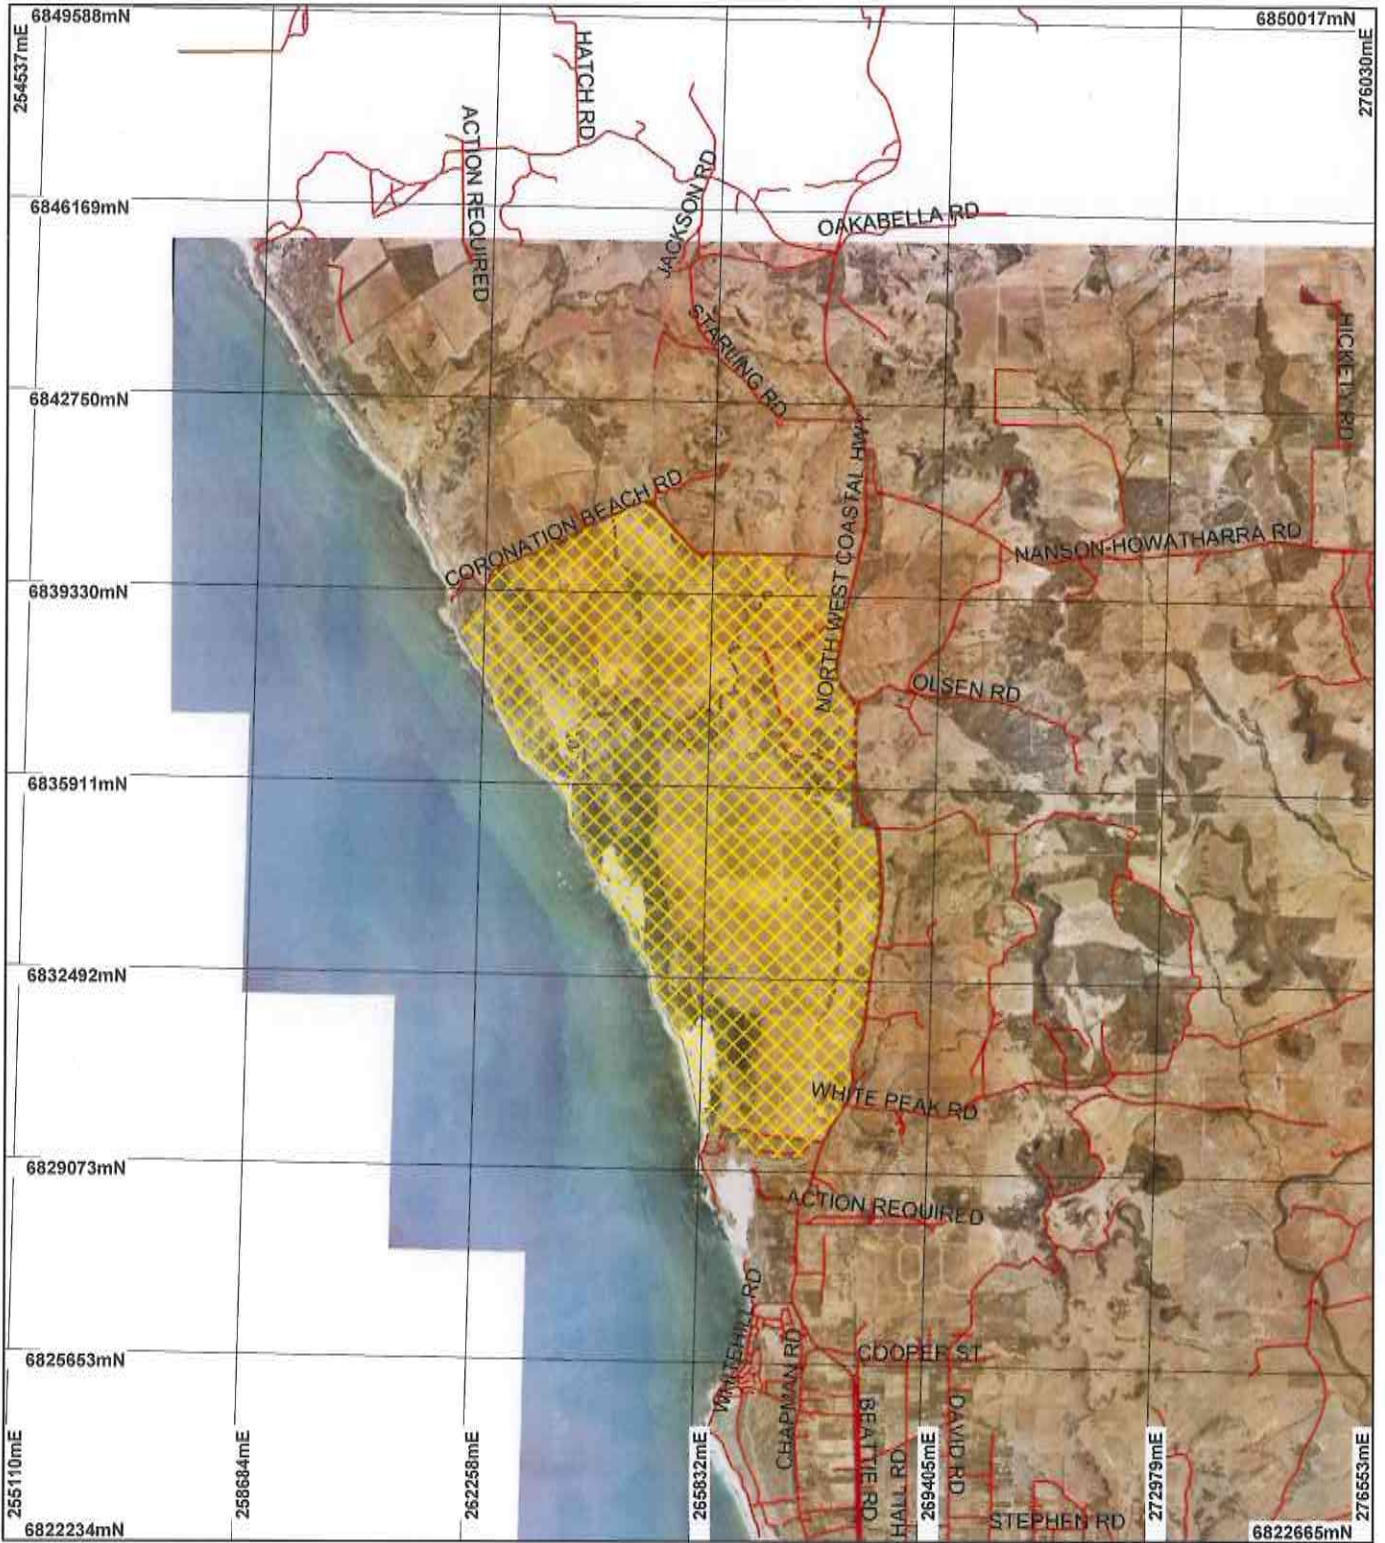 6849588mN
6850017mN
254537mE
276030mE
HATCH RD
ACTION REQUIRED
JACKSON RD
6846169mN
OAKABELLA RD
STARLING RD
HICKETY RD
6842750mN
NORTH WEST COASTAL HWY
CORONATION BEACH RD
NANSON-HOWATHARRA RD
6839330mN
OLSEN RD
6835911mN
6832492mN
WHITE PEAK RD
6829073mN
ACTION REQUIRED
WHITEHILL RD
CHAPMAN RD
COOPER ST
6825653mN
BEATTIE RD
HALL RD
DAVID RD
255110mE
258684mE
262258mE
265832mE
269405mE
272979mE
276553mE
STEPHEN RD
6822234mN
6822665mN